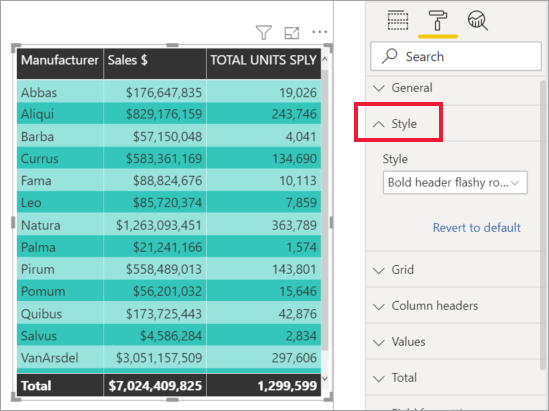 Manufacturer Sales $ TOTAL UNITS SPLY
Abbas $176,647,835 19,026
Aliqui $829,176,159 243,746
Barba $57,150,048 4,041
Currus $583,361,169 134,690
Fama $88,824,676 10,113
Leo $85,720,374 7,859
Natura $1,263,093,451 363,789
Palma $21,241,166 1,574
Pirum $558,489,013 143,801
Pomum $56,201,032 15,646
Quibus $173,725,443 42,876
Salvus $4,586,284 2,834
VanArsdel $3,051,157,509 297,606
Total $7,024,409,825 1,299,599
Search
General
Style
Style
Bold header flashy ro...
Revert to default
Grid
Column headers
Values
Total